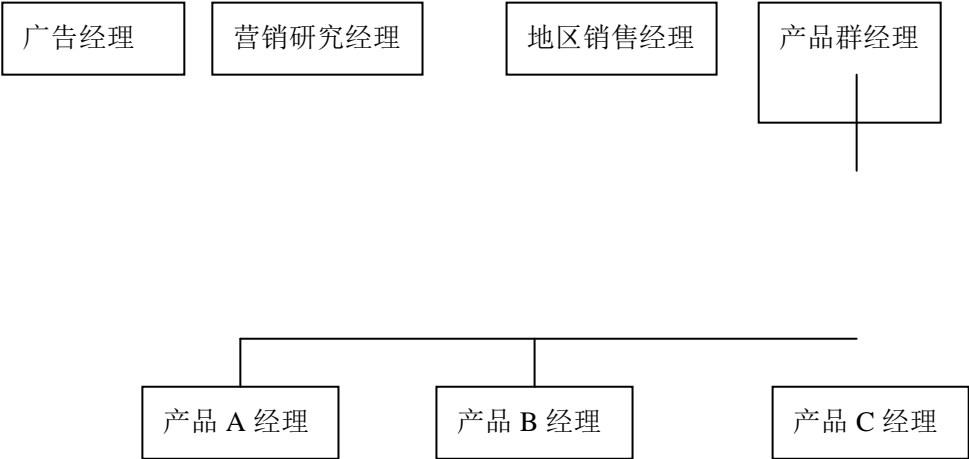 广告经理
营销研究经理
地区销售经理
产品群经理
产品 A 经理
产品 B 经理
产品 C 经理